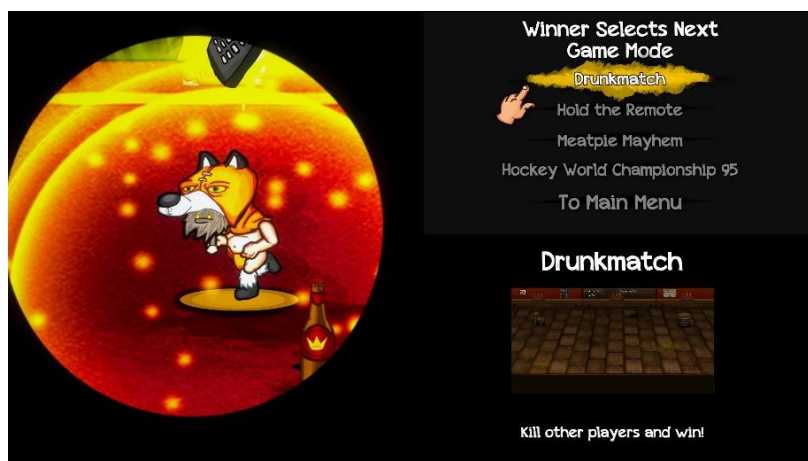 Winner Selects Next
Game Mode
Drunkmatch
Hold the Remote
Meatpie Mayhem
Hockey World Championship 95
To Main Menu
Drunkmatch
Kill other players and win!